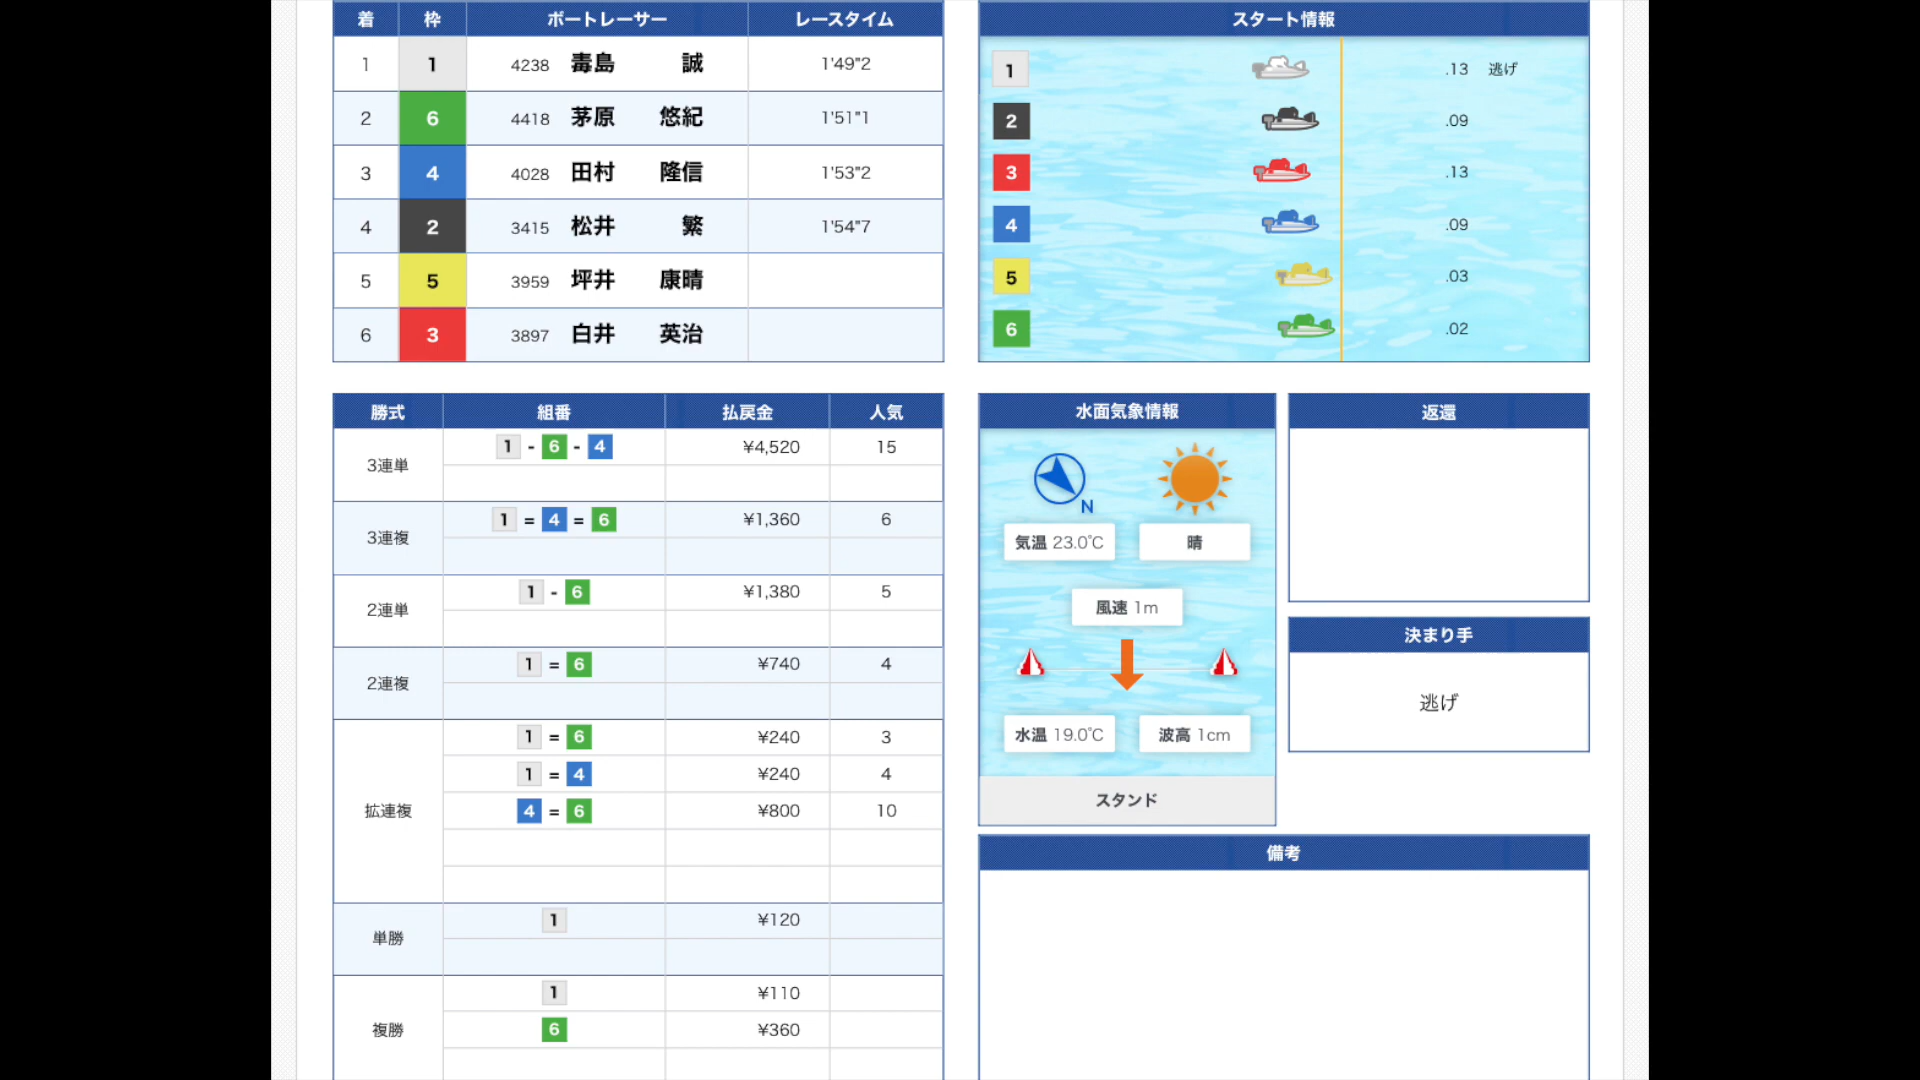 着 枠 ボートレーサー レースタイム
1 1 4238 毒島 誠 1'49"2
2 6 4418 茅原 悠紀 1'51"1
3 4 4028 田村 隆信 1'53"2
4 2 3415 松井 繁 1'54"7
5 5 3959 坪井 康晴
6 3 3897 白井 英治
スタート情報
1 .13 逃げ
2 .09
3 .13
4 .09
5 .03
6 .02
勝式 組番 払戻金 人気
3連単 1 - 6 - 4 ¥4,520 15
3連複 1 = 4 = 6 ¥1,360 6
2連単 1 - 6 ¥1,380 5
2連複 1 = 6 ¥740 4
拡連複 1 = 6 ¥240 3
1 = 4 ¥240 4
4 = 6 ¥800 10
単勝 1 ¥120
複勝 1 ¥110
6 ¥360
水面気象情報
N
気温 23.0℃ 晴
風速 1m
水温 19.0℃ 波高 1cm
スタンド
返還
決まり手
逃げ
備考